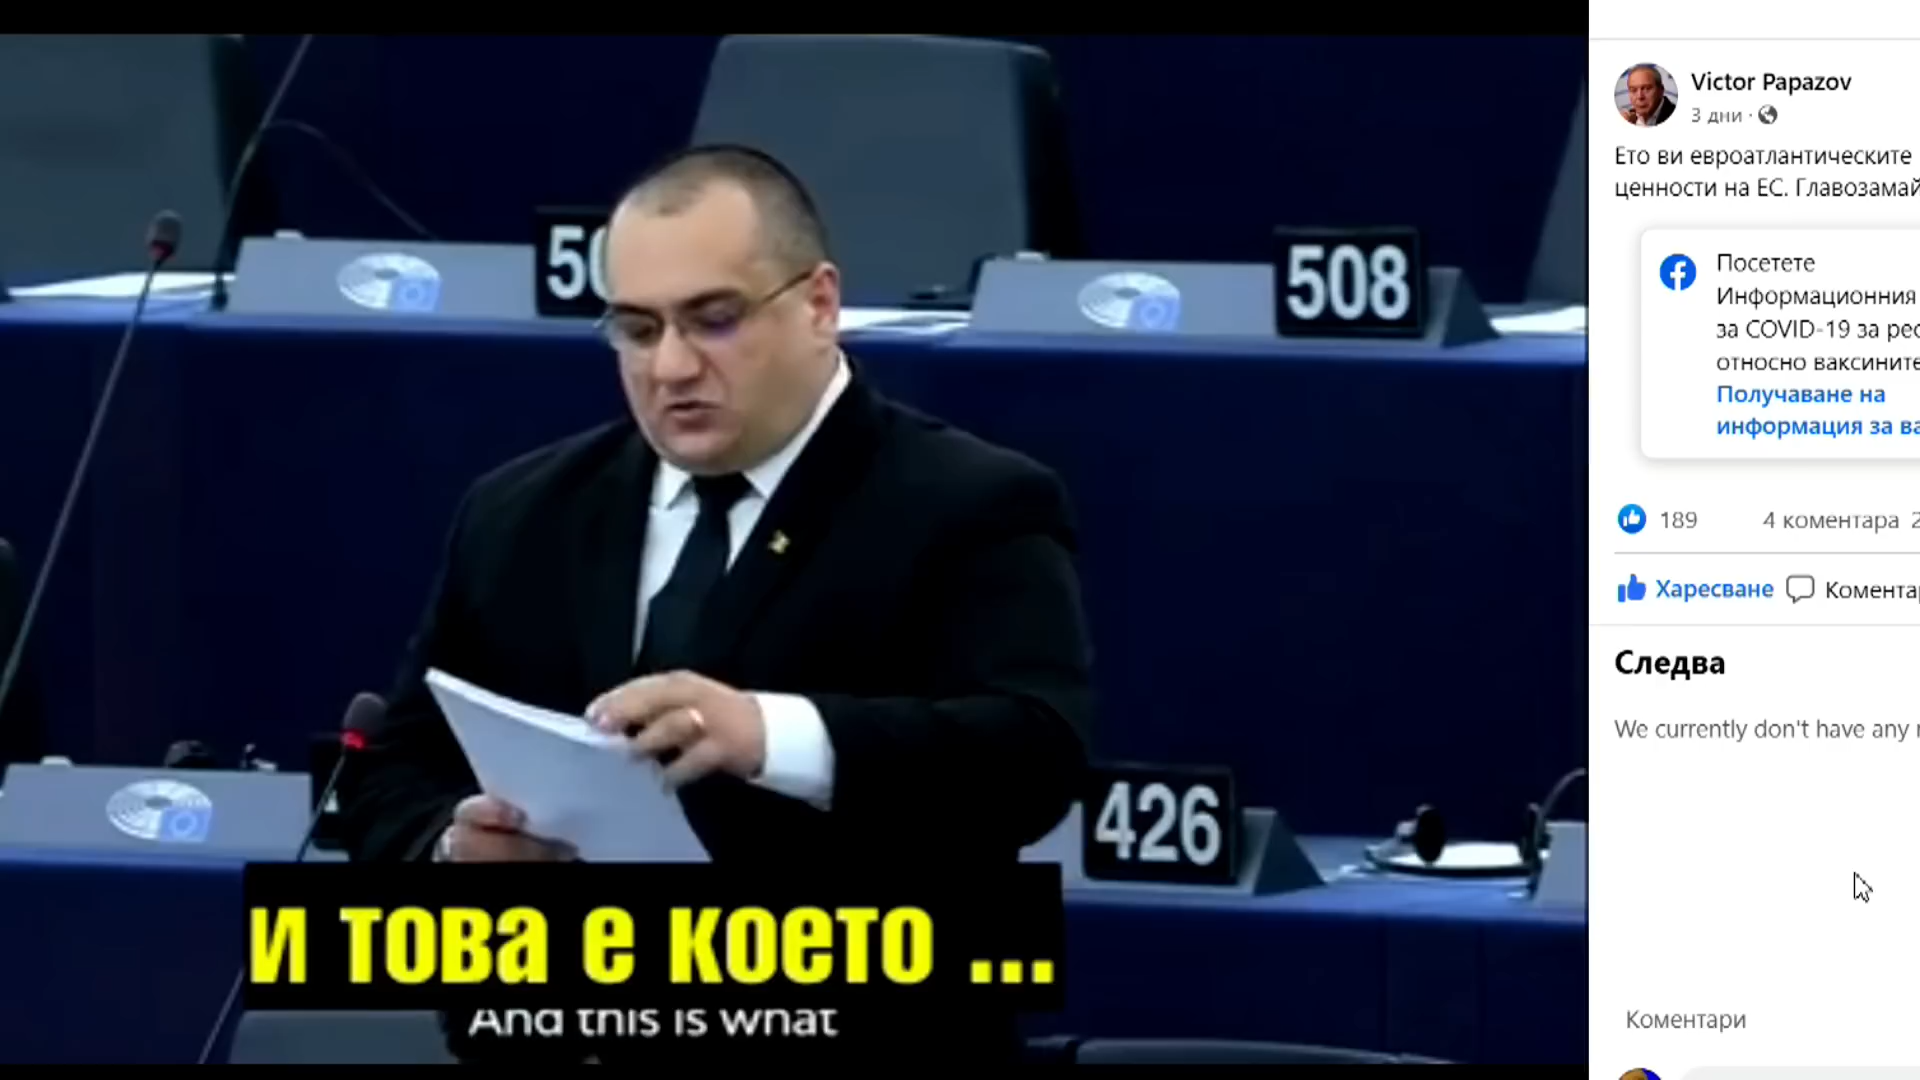 50
508
426
и това е което ...
And this is what
Victor Papazov
3 дни ·
Ето ви евроатлантическите
ценности на ЕС. Главозамай
Посетете
Информационния
за COVID-19 за рес
относно ваксините
Получаване на
информация за ва
189 4 коментара 2
Харесване Комента
Следва
We currently don't have any
Коментари